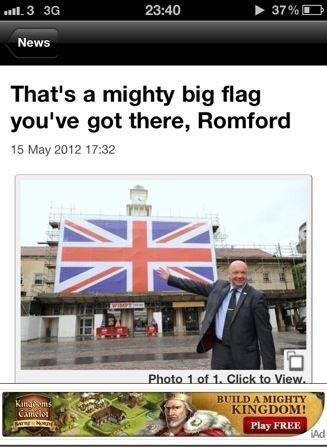 3 3G 23:40 37%
News
That's a mighty big flag
you've got there, Romford
15 May 2012 17:32
WIMPY
Photo 1 of 1. Click to View.
Kingdoms
of Camelot
BATTLE for the NORTH
BUILD A MIGHTY
KINGDOM!
Play FREE
iAd